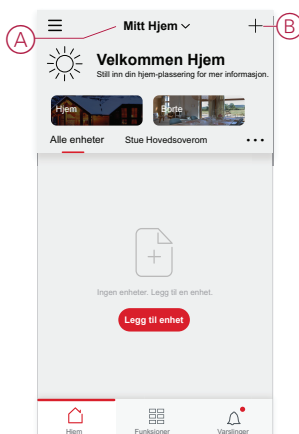 A
Mitt Hjem
B
Velkommen Hjem
Still inn din hjem-plassering for mer informasjon.
Hjem
Borte
Alle enheter Stue Hovedsoverom
Ingen enheter. Legg til en enhet.
Legg til enhet
Hjem Funksjoner Varslinger